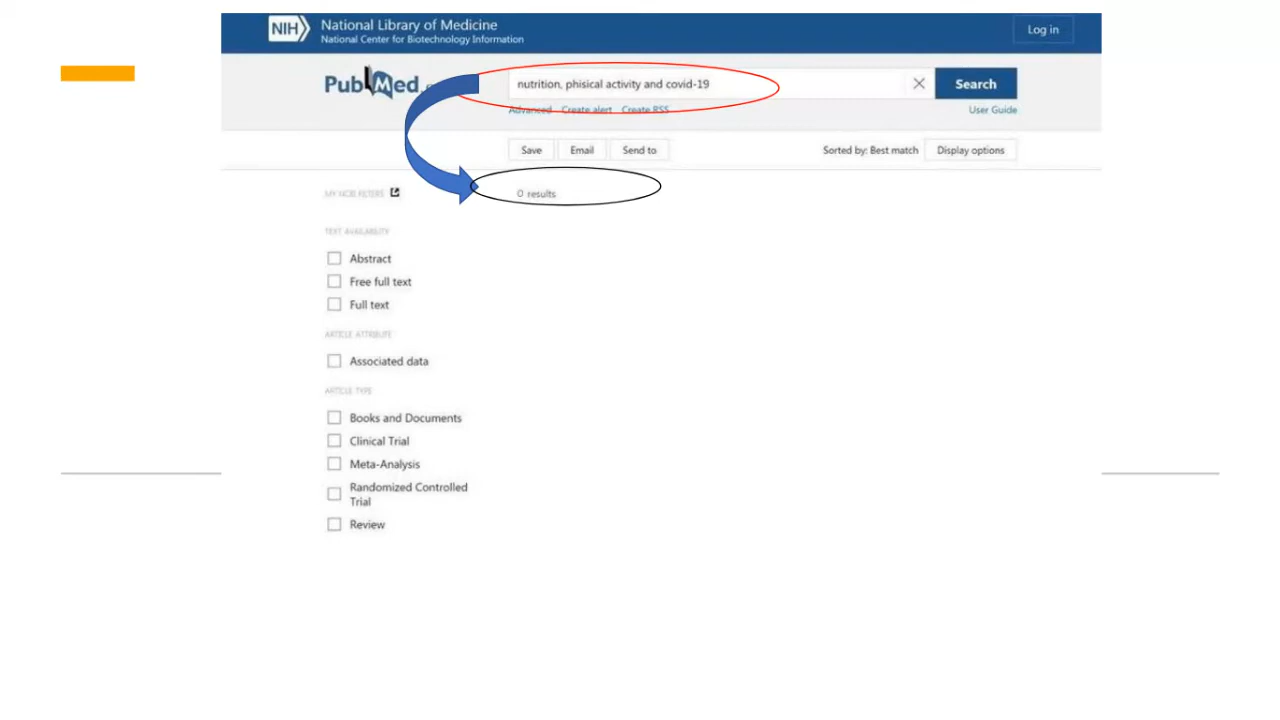 NIH
National Library of Medicine
National Center for Biotechnology Information
Log in
PubMed
nutrition, phisical activity and covid-19
Search
Advanced Create alert Create RSS
User Guide
Save Email Send to
Sorted by: Best match Display options
MY NCBI FILTERS
0 results
TEXT AVAILABILITY
Abstract
Free full text
Full text
ARTICLE ATTRIBUTE
Associated data
ARTICLE TYPE
Books and Documents
Clinical Trial
Meta-Analysis
Randomized Controlled
Trial
Review